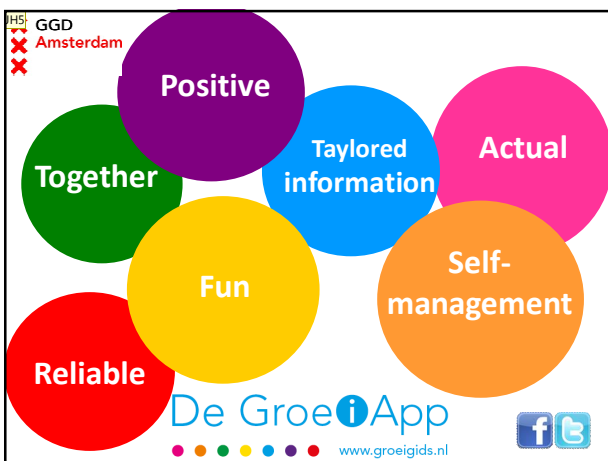 JH5
GGD
Amsterdam
Positive
Together
Taylored
information
Actual
Fun
Self-
management
Reliable
De GroeiApp
www.groeigids.nl